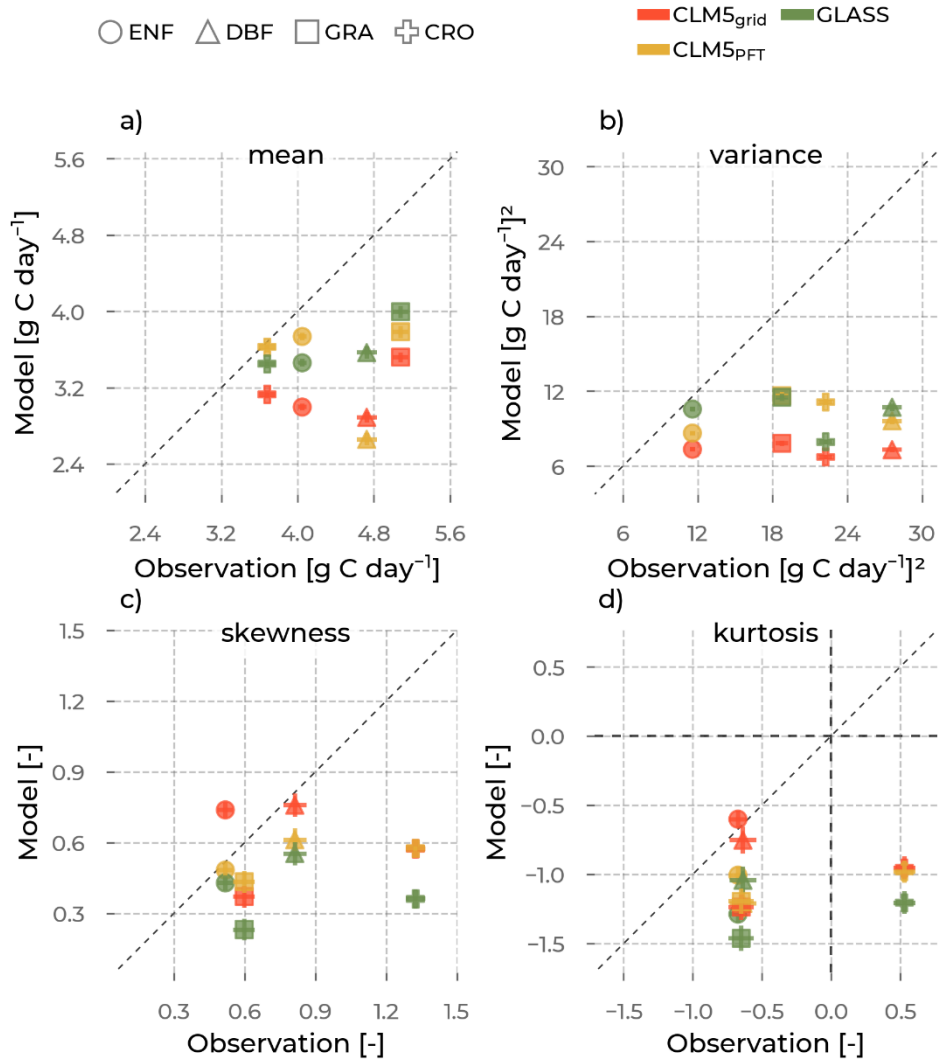 ENF DBF GRA CRO
CLM5grid GLASS
CLM5PFT
a)
mean
5.6
4.8
4.0
3.2
2.4
Model [g C day⁻¹]
2.4 3.2 4.0 4.8 5.6
Observation [g C day⁻¹]
b)
variance
30
24
18
12
6
Model [g C day⁻¹]²
6 12 18 24 30
Observation [g C day⁻¹]²
c)
skewness
1.5
1.2
0.9
0.6
0.3
Model [-]
0.3 0.6 0.9 1.2 1.5
Observation [-]
d)
kurtosis
0.5
0.0
−0.5
−1.0
−1.5
Model [-]
−1.5 −1.0 −0.5 0.0 0.5
Observation [-]